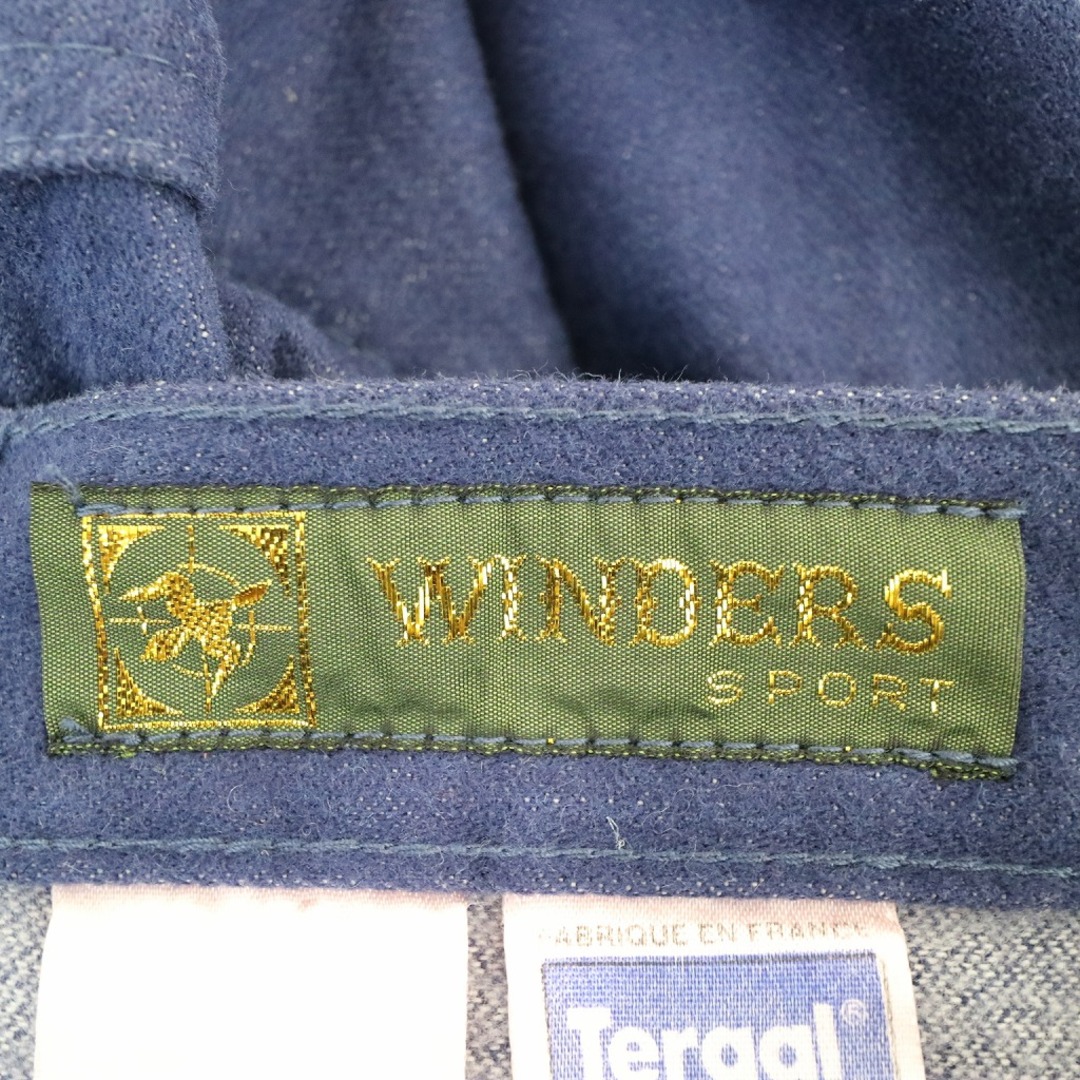 WINDERS
SPORT
FABRIQUE EN FRANCE
Tergal®